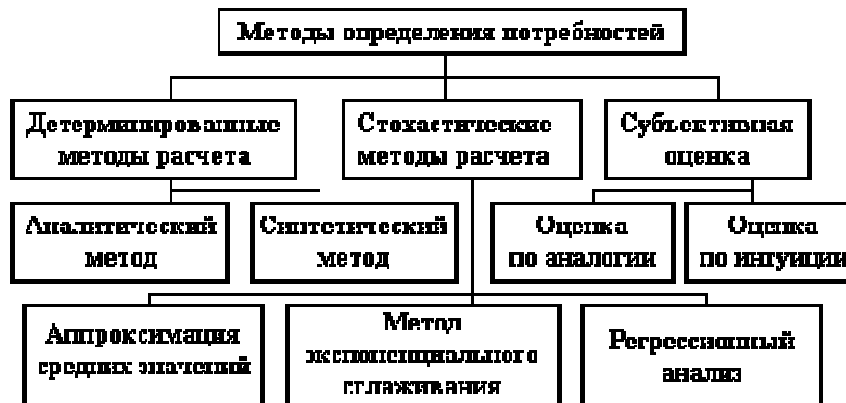 Методы определения потребностей
Детерминированные
методы расчета
Стохастические
методы расчета
Субъективная
оценка
Аналитический
метод
Синтетический
метод
Оценка
по аналогии
Оценка
по интуиции
Аппроксимация
средних значений
Метод
экспоненциального
сглаживания
Регрессионный
анализ